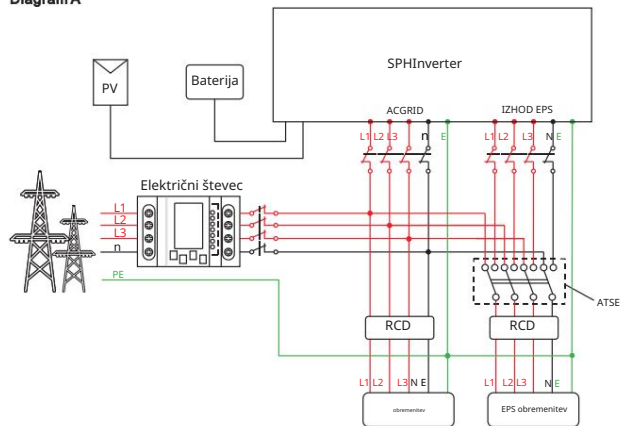 Diagram A
SPHInverter
PV
Baterija
ACGRID
IZHOD EPS
L1 L2 L3 n E
L1 L2 L3 N E
Električni števec
L1
L2
L3
n
PE
ATSE
RCD
RCD
L1 L2 L3 N E
L1 L2 L3 N E
obremenitev
EPS obremenitev